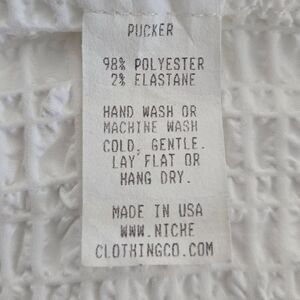 PUCKER
98% POLYESTER
2% ELASTANE
HAND WASH OR
MACHINE WASH
COLD, GENTLE.
LAY FLAT OR
HANG DRY.
MADE IN USA
WWW.NICHE
CLOTHINGCO.COM